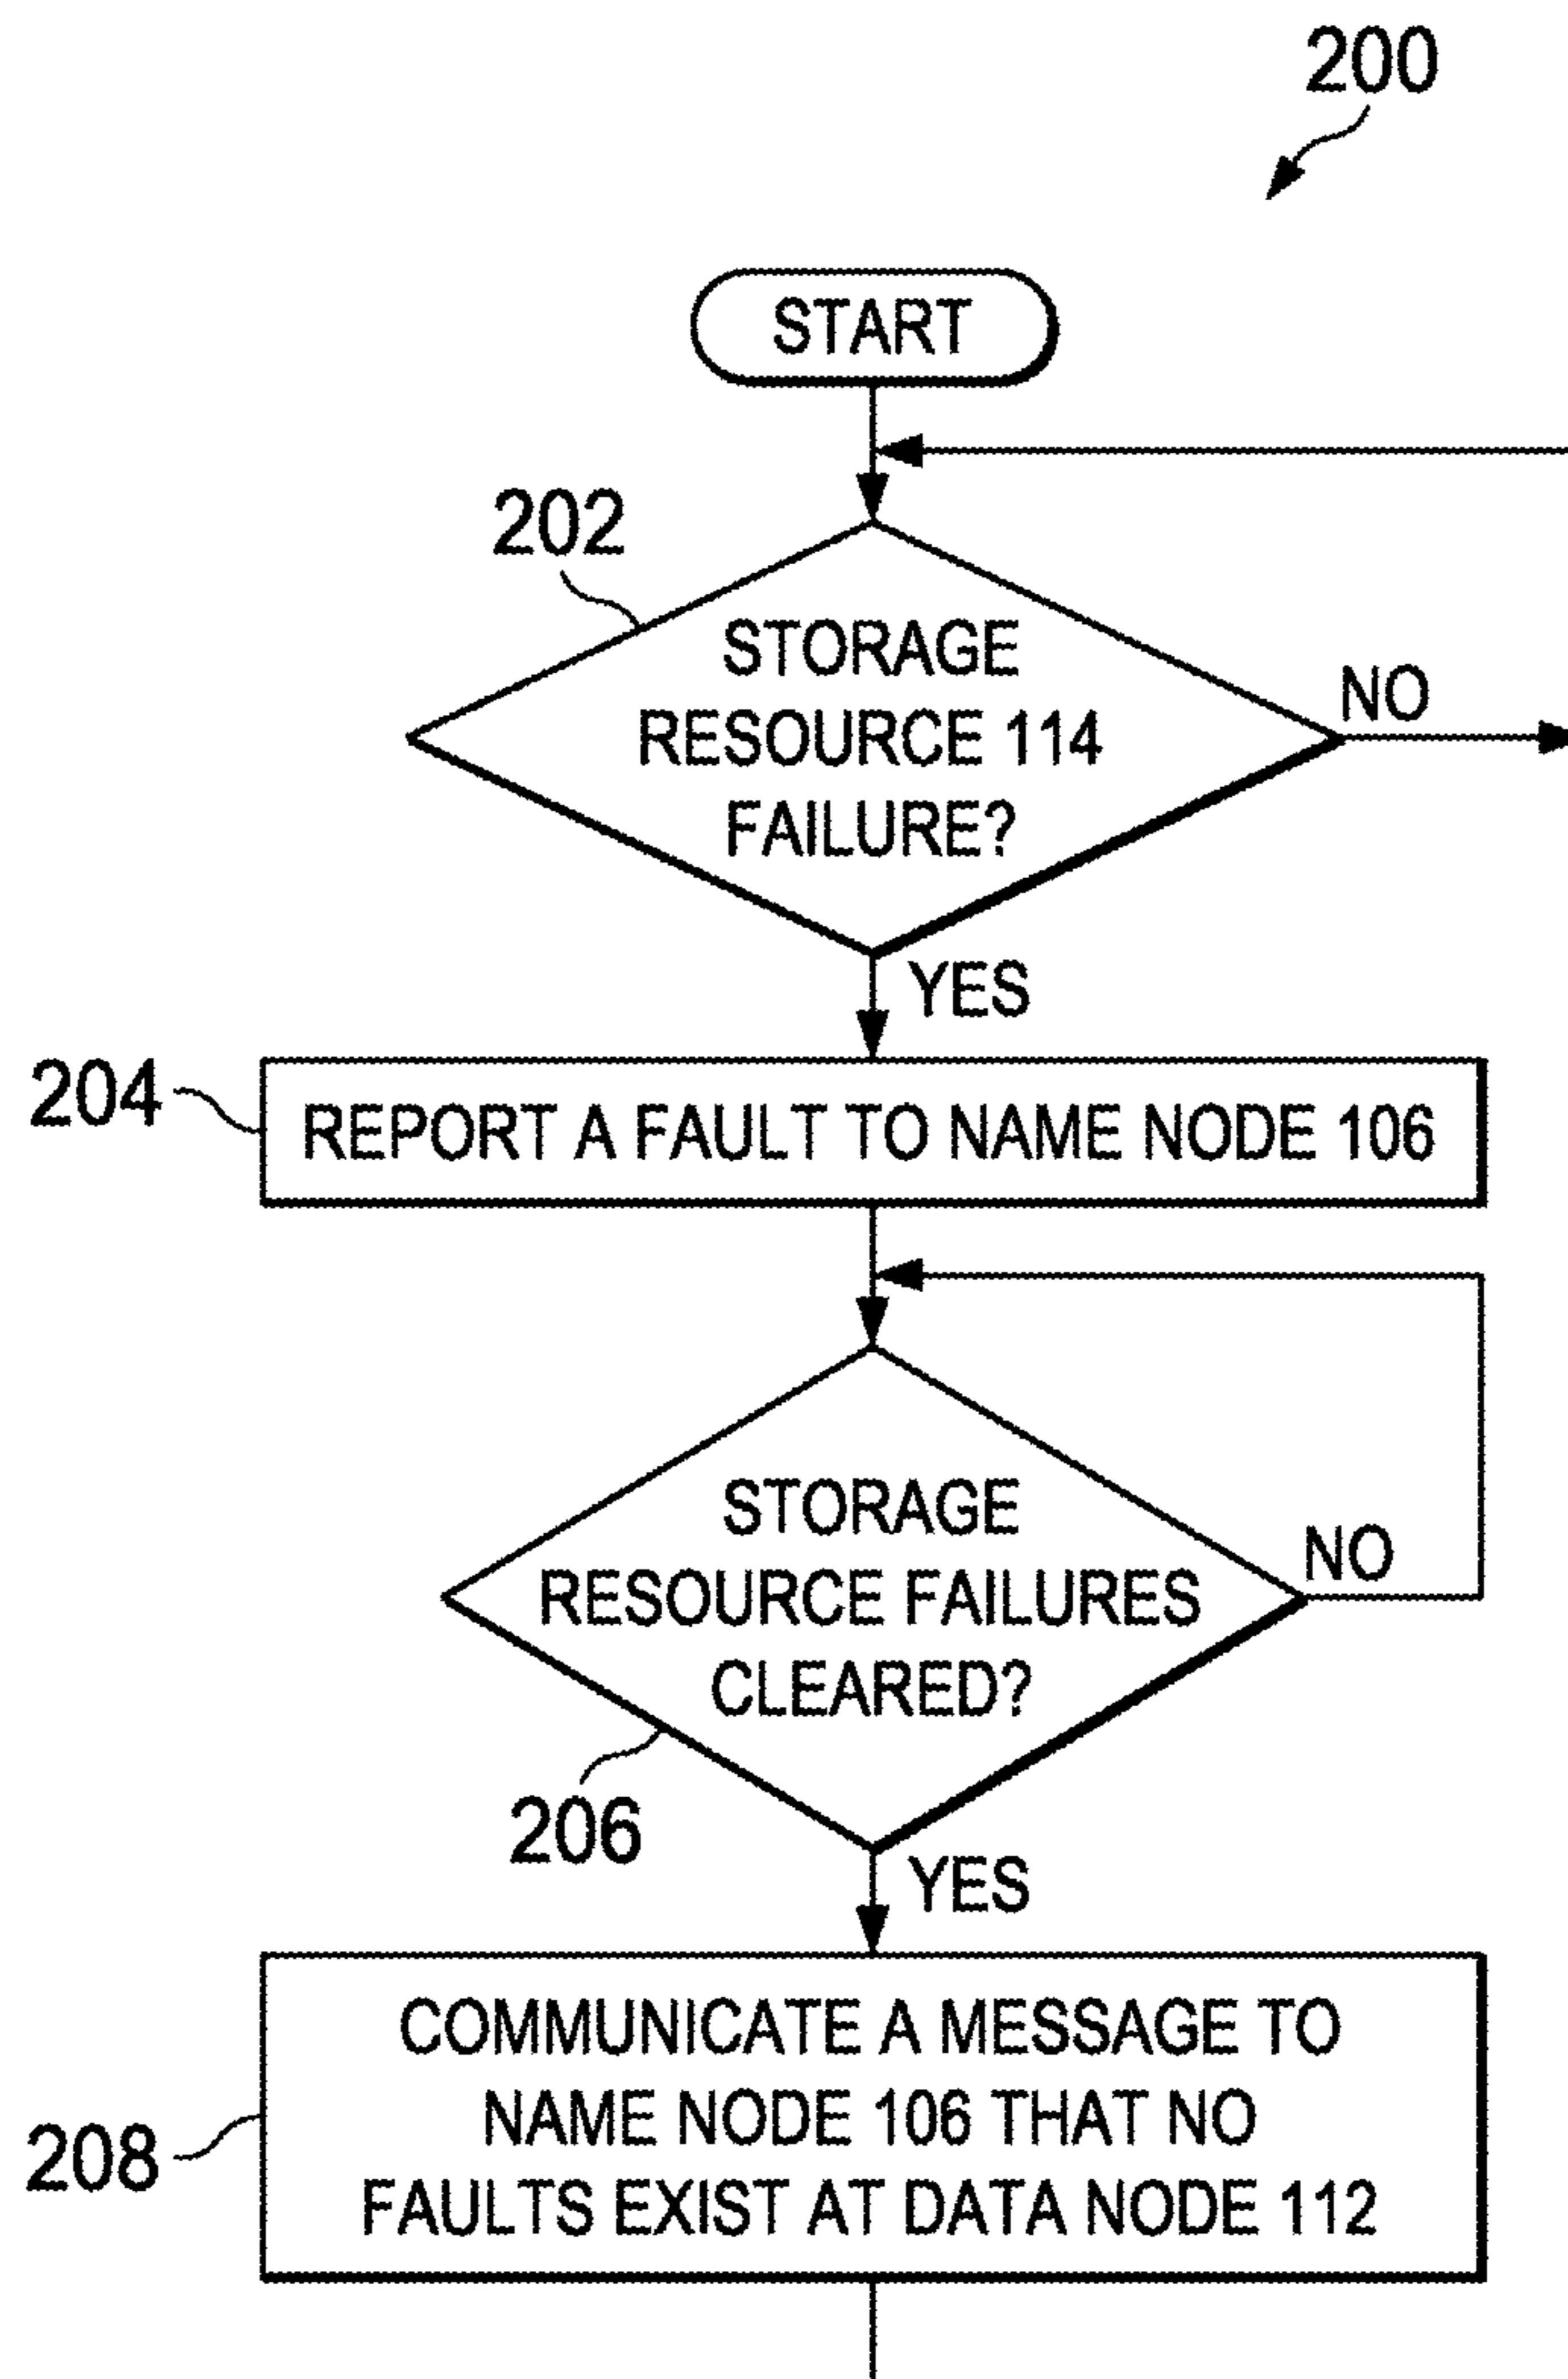 200
START
202
STORAGE
RESOURCE 114
FAILURE?
NO
YES
204
REPORT A FAULT TO NAME NODE 106
STORAGE
RESOURCE FAILURES
CLEARED?
NO
206
YES
208
COMMUNICATE A MESSAGE TO
NAME NODE 106 THAT NO
FAULTS EXIST AT DATA NODE 112